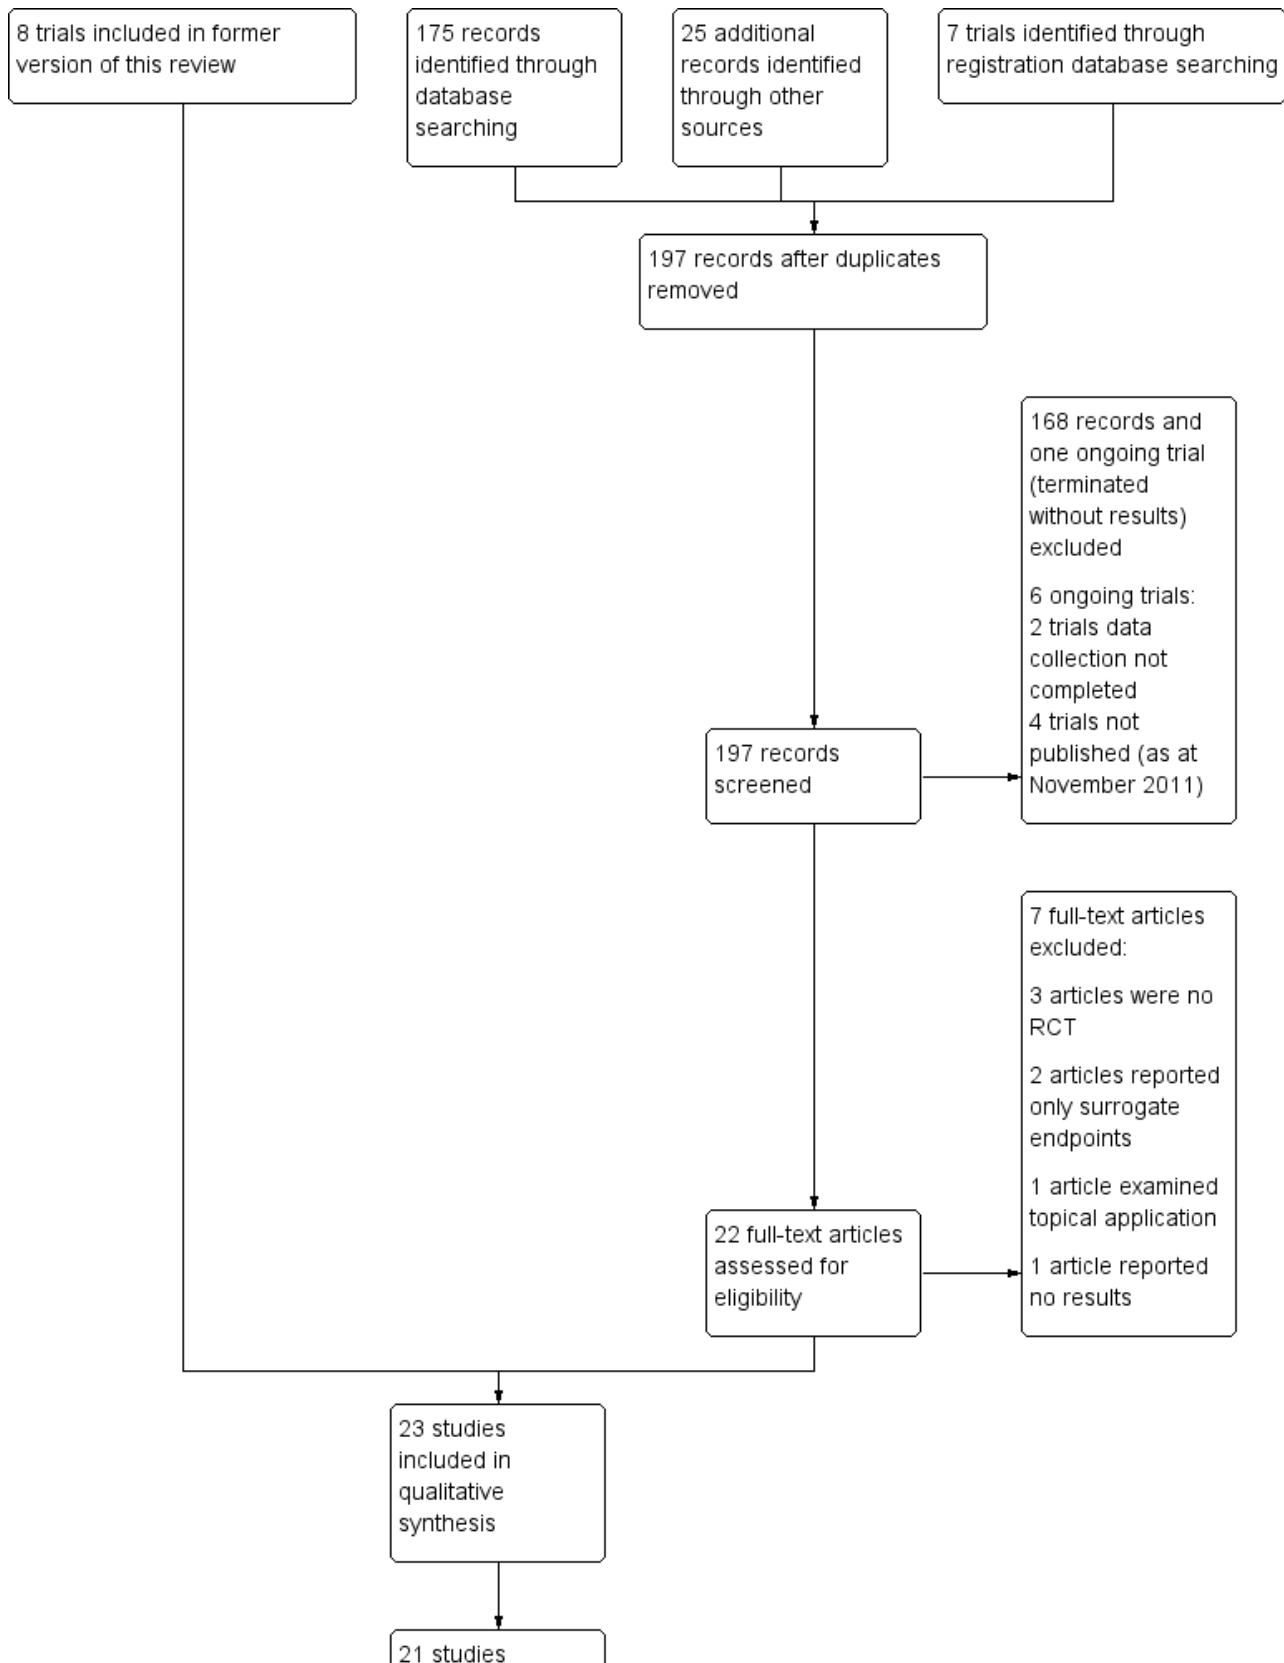 8 trials included in former
version of this review
175 records
identified through
database
searching
25 additional
records identified
through other
sources
7 trials identified through
registration database searching
197 records after duplicates
removed
168 records and
one ongoing trial
(terminated
without results)
excluded
6 ongoing trials:
2 trials data
collection not
completed
4 trials not
published (as at
November 2011)
197 records
screened
7 full-text articles
excluded:
3 articles were no
RCT
2 articles reported
only surrogate
endpoints
1 article examined
topical application
1 article reported
no results
22 full-text articles
assessed for
eligibility
23 studies
included in
qualitative
synthesis
21 studies